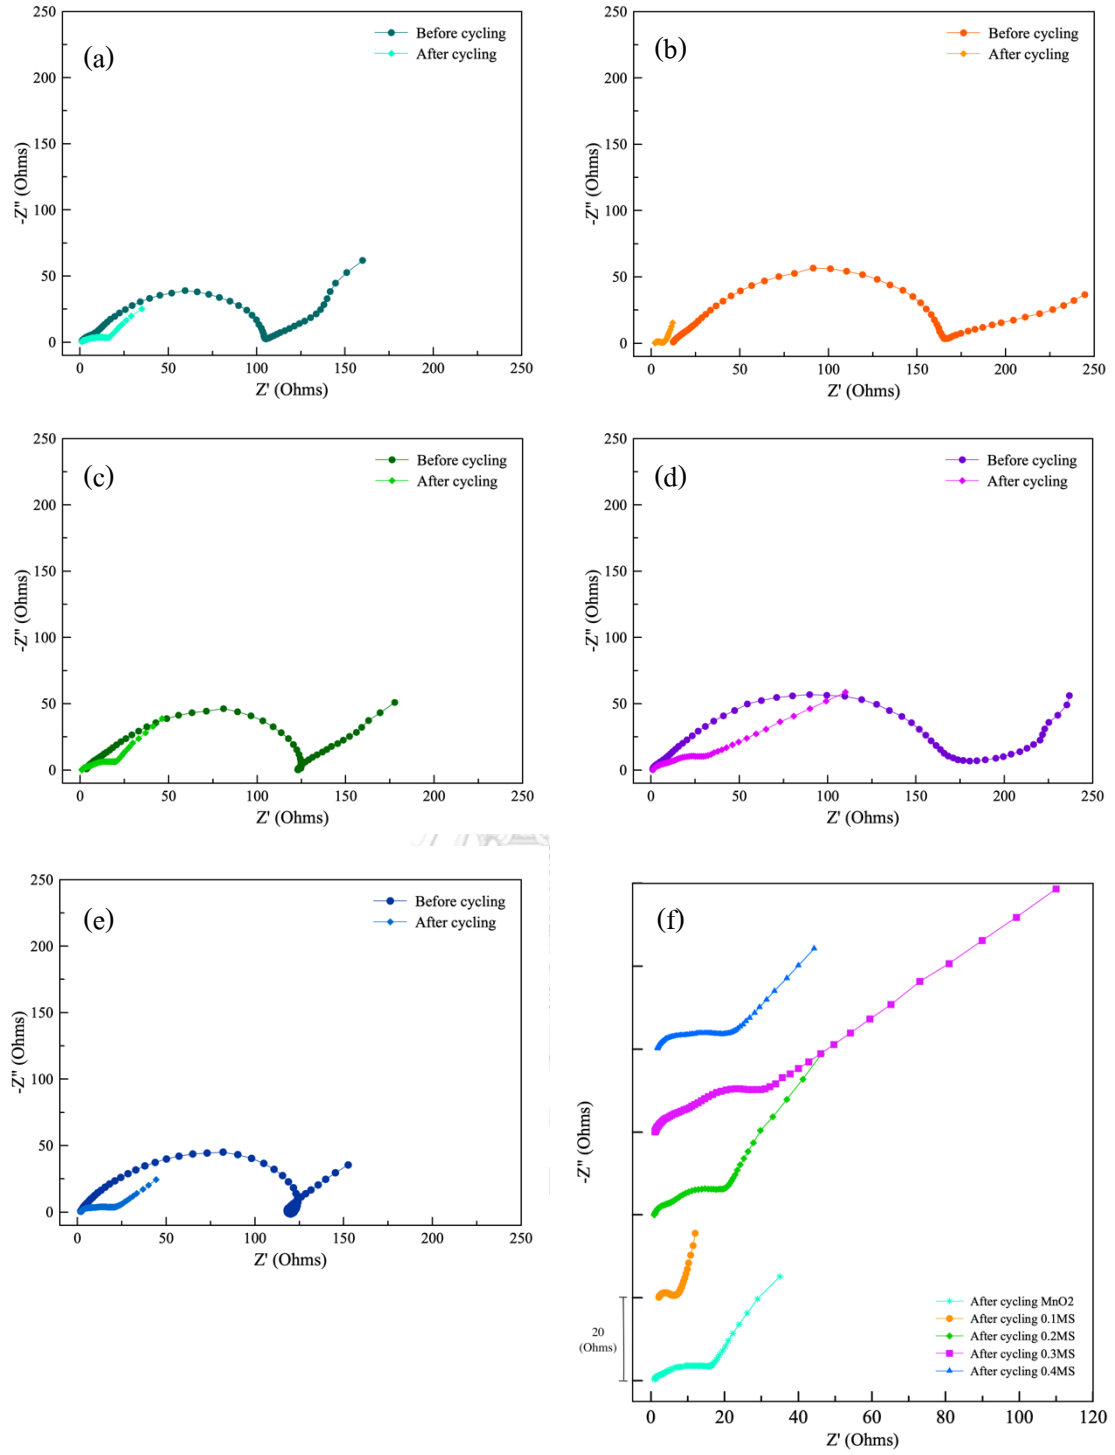 (a)
250
200
150
100
50
0
-Z" (Ohms)
Before cycling
After cycling
0 50 100 150 200 250
Z' (Ohms)
(b)
250
200
150
100
50
0
-Z" (Ohms)
Before cycling
After cycling
0 50 100 150 200 250
Z' (Ohms)
(c)
250
200
150
100
50
0
-Z" (Ohms)
Before cycling
After cycling
0 50 100 150 200 250
Z' (Ohms)
(d)
250
200
150
100
50
0
-Z" (Ohms)
Before cycling
After cycling
0 50 100 150 200 250
Z' (Ohms)
(e)
250
200
150
100
50
0
-Z" (Ohms)
Before cycling
After cycling
0 50 100 150 200 250
Z' (Ohms)
(f)
-Z" (Ohms)
20
(Ohms)
After cycling MnO2
After cycling 0.1MS
After cycling 0.2MS
After cycling 0.3MS
After cycling 0.4MS
0 20 40 60 80 100 120
Z' (Ohms)